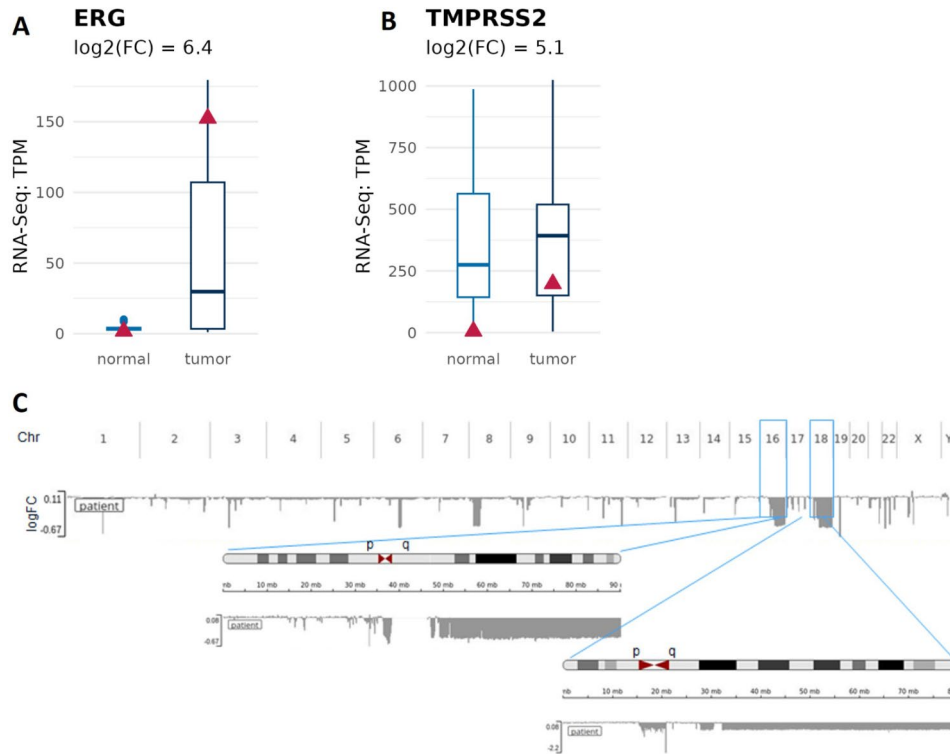 A
ERG
log2(FC) = 6.4
RNA-Seq: TPM
150
100
50
0
normal tumor
B
TMPRSS2
log2(FC) = 5.1
RNA-Seq: TPM
1000
750
500
250
0
normal tumor
C
Chr 1 2 3 4 5 6 7 8 9 10 11 12 13 14 15 16 17 18 19 20 22 X Y
logFC
0.11
-0.67
patient
p q
nb 10 mb 20 mb 30 mb 40 mb 50 mb 60 mb 70 mb 80 mb 90
0.08
-0.67
patient
p q
nb 10 mb 20 mb 30 mb 40 mb 50 mb 60 mb 70 mb
0.08
-2.2
patient